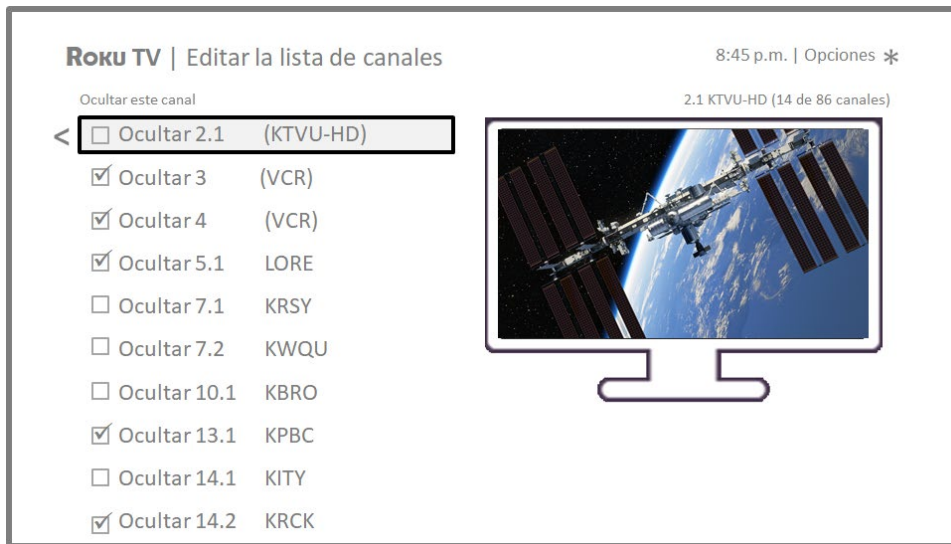 Roku TV | Editar la lista de canales
8:45 p.m. | Opciones *
Ocultar este canal
2.1 KTVU-HD (14 de 86 canales)
< Ocultar 2.1 (KTVU-HD)
Ocultar 3 (VCR)
Ocultar 4 (VCR)
Ocultar 5.1 LORE
Ocultar 7.1 KRSY
Ocultar 7.2 KWQU
Ocultar 10.1 KBRO
Ocultar 13.1 KPBC
Ocultar 14.1 KITY
Ocultar 14.2 KRCK